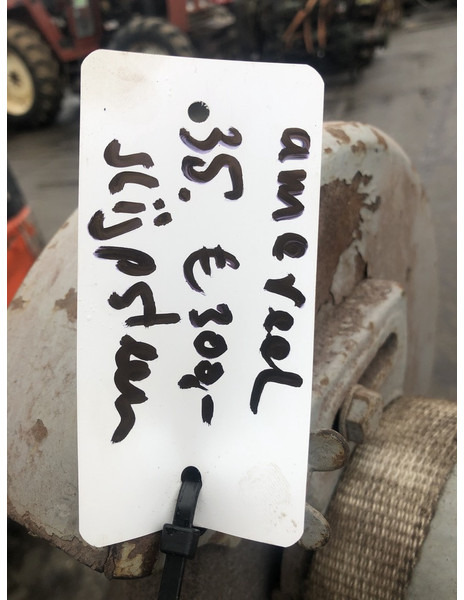 amereel
35. € 300,-
slijpsteen